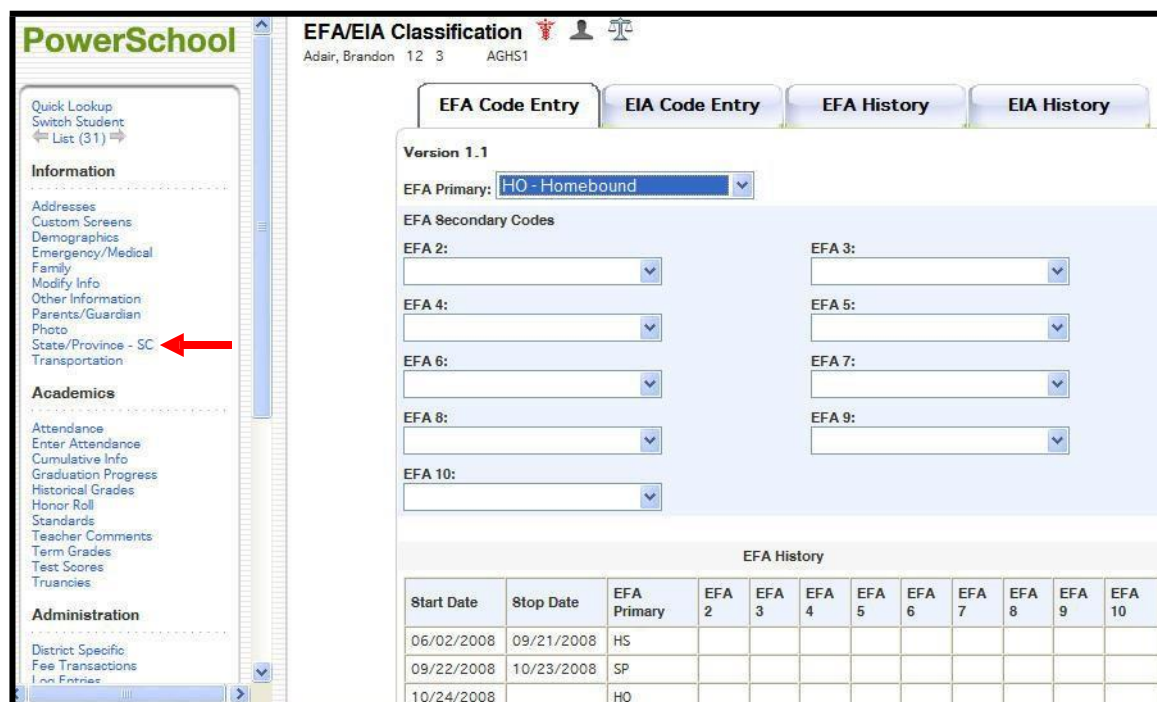 PowerSchool
Quick Lookup
Switch Student
List (31)
Information
Addresses
Custom Screens
Demographics
Emergency/Medical
Family
Modify Info
Other Information
Parents/Guardian
Photo
State/Province - SC
Transportation
Academics
Attendance
Enter Attendance
Cumulative Info
Graduation Progress
Historical Grades
Honor Roll
Standards
Teacher Comments
Term Grades
Test Scores
Truancies
Administration
District Specific
Fee Transactions
Log Entries
EFA/EIA Classification
Adair, Brandon 12 3 AGHS1
EFA Code Entry EIA Code Entry EFA History EIA History
Version 1.1
EFA Primary: HO - Homebound
EFA Secondary Codes
EFA 2: EFA 3:
EFA 4: EFA 5:
EFA 6: EFA 7:
EFA 8: EFA 9:
EFA 10:
EFA History
Start Date Stop Date EFA Primary EFA 2 EFA 3 EFA 4 EFA 5 EFA 6 EFA 7 EFA 8 EFA 9 EFA 10
06/02/2008 09/21/2008 HS
09/22/2008 10/23/2008 SP
10/24/2008 HO